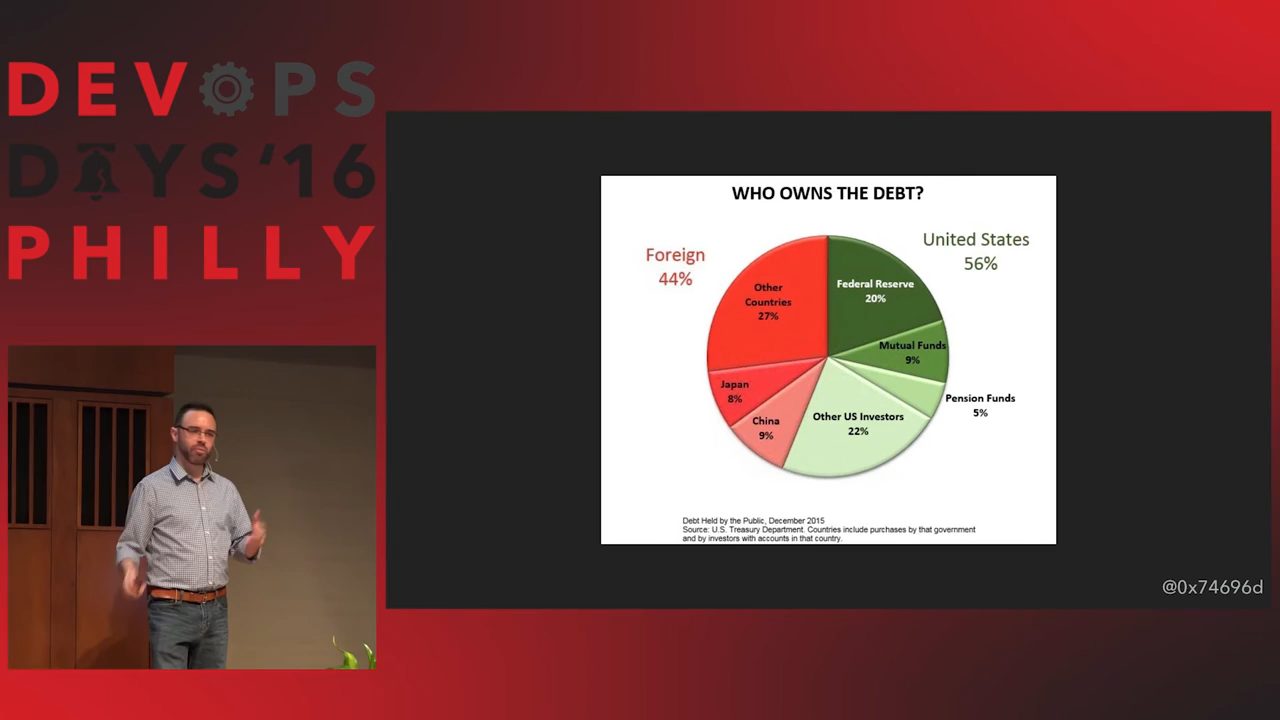 DEVOPS
DAYS '16
PHILLY
WHO OWNS THE DEBT?
Foreign
44%
United States
56%
Other
Countries
27%
Federal Reserve
20%
Mutual Funds
9%
Japan
8%
Pension Funds
5%
China
9%
Other US Investors
22%
Debt Held by the Public, December 2015
Source: U.S. Treasury Department. Countries include purchases by that government
and by investors with accounts in that country.
@0x74696d